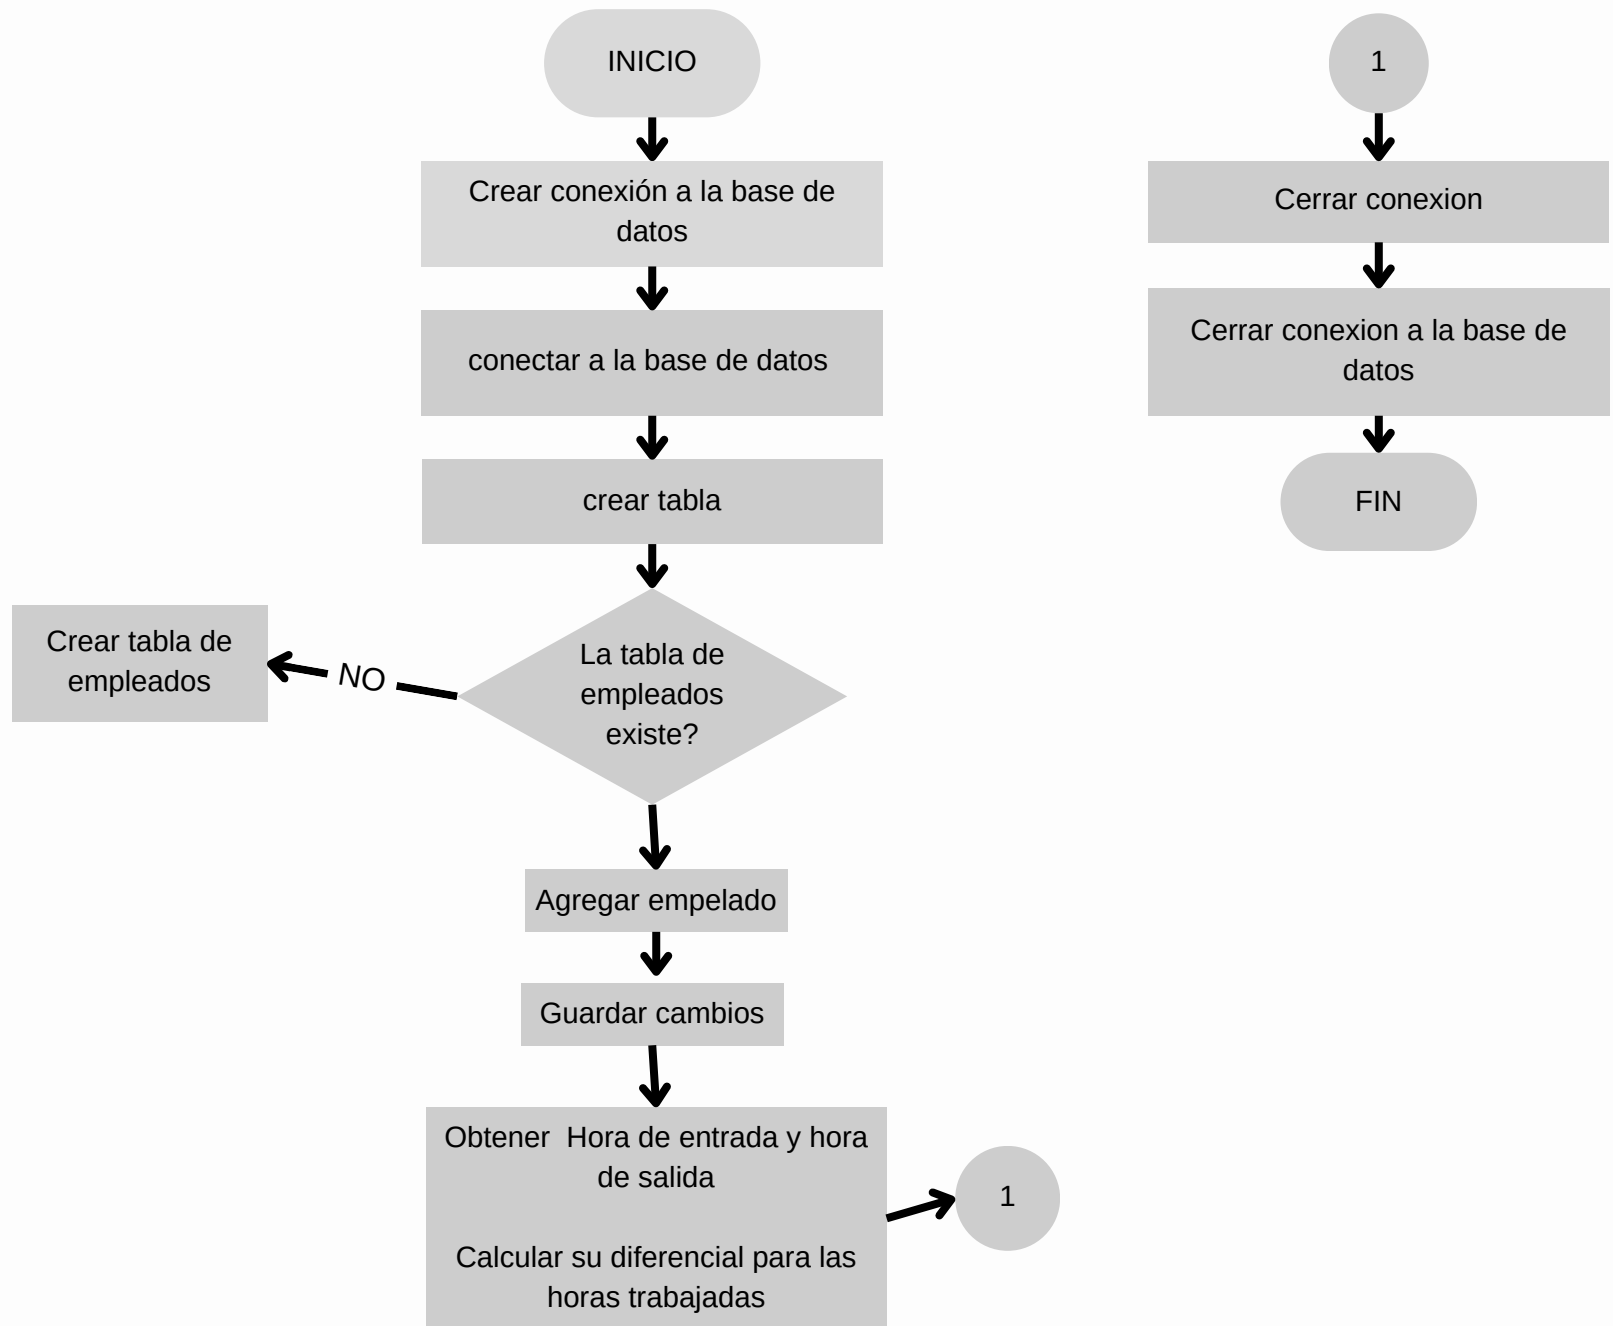 INICIO
Crear conexión a la base de
datos
conectar a la base de datos
crear tabla
La tabla de
empleados
existe?
NO
Crear tabla de
empleados
Agregar empelado
Guardar cambios
Obtener  Hora de entrada y hora
de salida
Calcular su diferencial para las
horas trabajadas
1
1
Cerrar conexion
Cerrar conexion a la base de
datos
FIN